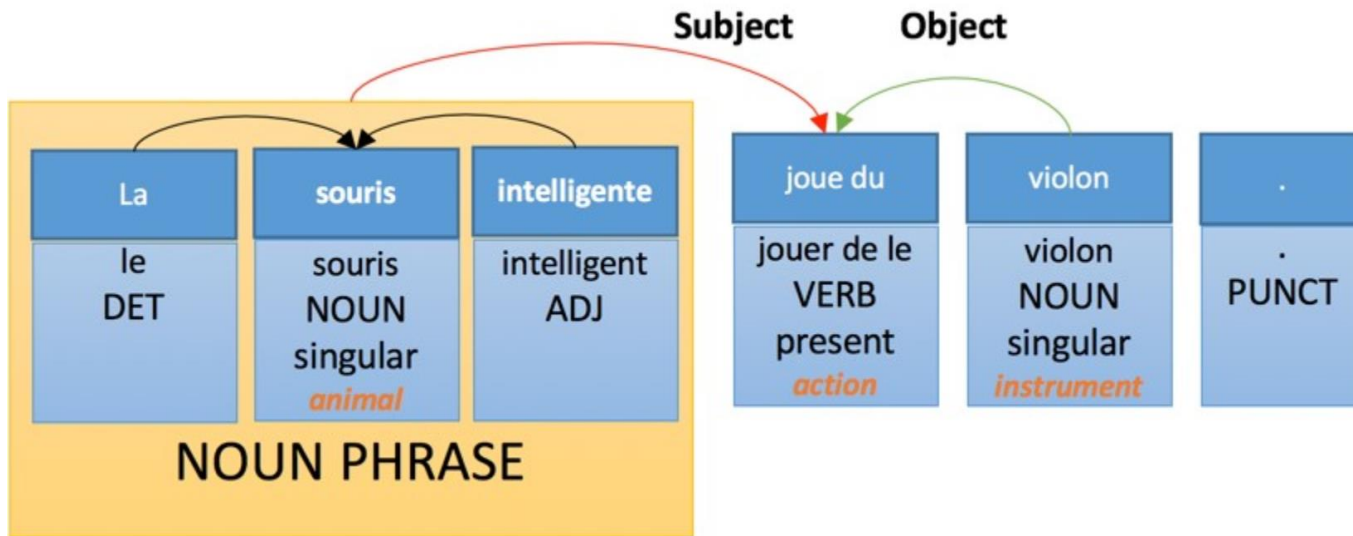 Subject Object
La souris intelligente joue du violon .
le
DET
souris
NOUN
singular
animal
intelligent
ADJ
jouer de le
VERB
present
action
violon
NOUN
singular
instrument
.
PUNCT
NOUN PHRASE